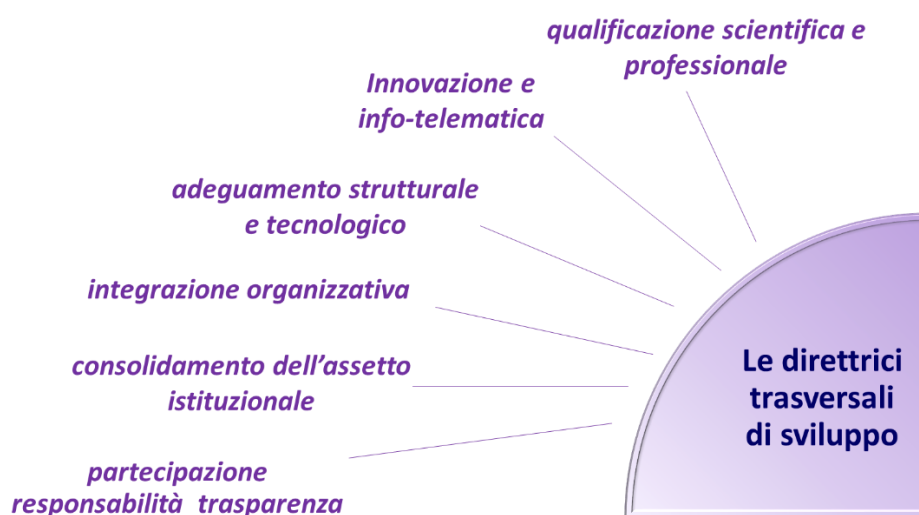 qualificazione scientifica e
professionale
Innovazione e
info-telematica
adeguamento strutturale
e tecnologico
integrazione organizzativa
consolidamento dell’assetto
istituzionale
partecipazione
responsabilità trasparenza
Le direttrici
trasversali
di sviluppo